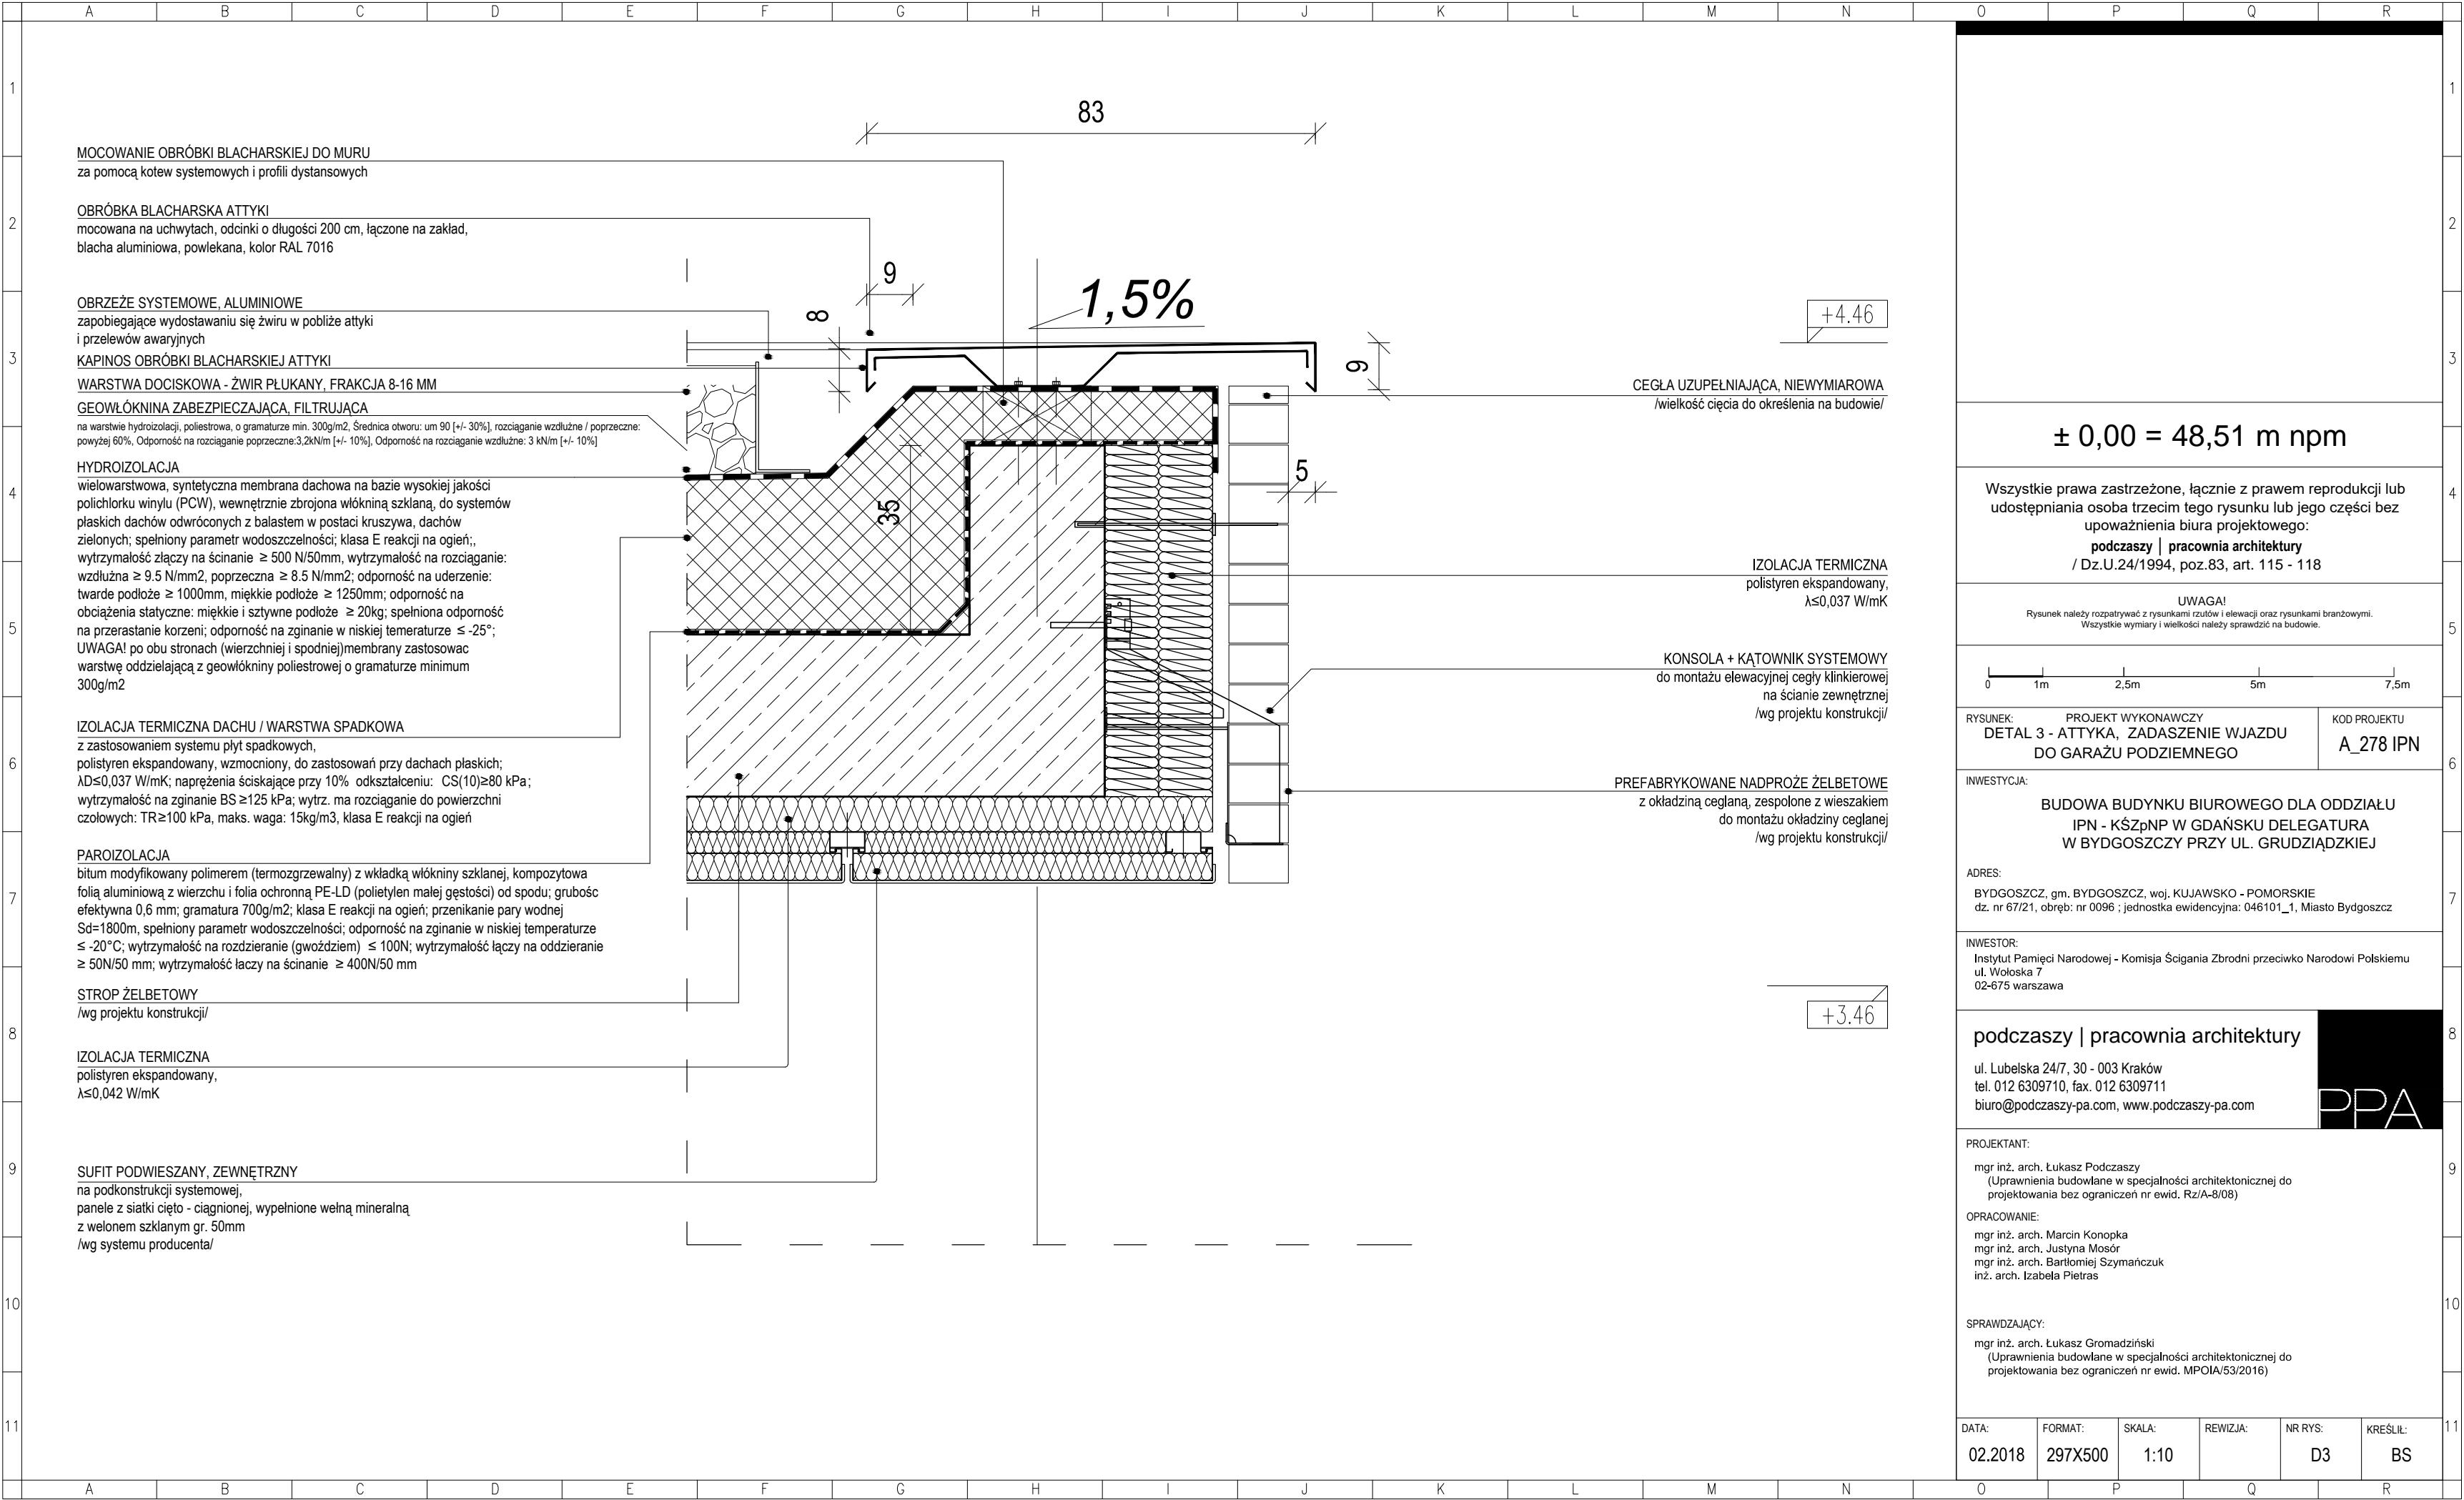 A B C D E F G H I J K L M N O P Q R
1
2
3
4
5
6
7
8
9
10
11
MOCOWANIE OBRÓBKI BLACHARSKIEJ DO MURU
za pomocą kotew systemowych i profili dystansowych
OBRÓBKA BLACHARSKA ATTYKI
mocowana na uchwytach, odcinki o długości 200 cm, łączone na zakład,
blacha aluminiowa, powlekana, kolor RAL 7016
OBRZEŻE SYSTEMOWE, ALUMINIOWE
zapobiegające wydostawaniu się żwiru w pobliże attyki
i przelewów awaryjnych
KAPINOS OBRÓBKI BLACHARSKIEJ ATTYKI
WARSTWA DOCISKOWA - ŻWIR PŁUKANY, FRAKCJA 8-16 MM
GEOWŁÓKNINA ZABEZPIECZAJĄCA, FILTRUJĄCA
na warstwie hydroizolacji, poliestrowa, o gramaturze min. 300g/m2, Średnica otworu: um 90 [+/- 30%], rozciąganie wzdłużne / poprzeczne:
powyżej 60%, Odporność na rozciąganie poprzeczne:3,2kN/m [+/- 10%], Odporność na rozciąganie wzdłużne: 3 kN/m [+/- 10%]
HYDROIZOLACJA
wielowarstwowa, syntetyczna membrana dachowa na bazie wysokiej jakości
polichlorku winylu (PCW), wewnętrznie zbrojona włókniną szklaną, do systemów
płaskich dachów odwróconych z balastem w postaci kruszywa, dachów
zielonych; spełniony parametr wodoszczelności; klasa E reakcji na ogień;,
wytrzymałość złączy na ścinanie ≥ 500 N/50mm, wytrzymałość na rozciąganie:
wzdłużna ≥ 9.5 N/mm2, poprzeczna ≥ 8.5 N/mm2; odporność na uderzenie:
twarde podłoże ≥ 1000mm, miękkie podłoże ≥ 1250mm; odporność na
obciążenia statyczne: miękkie i sztywne podłoże ≥ 20kg; spełniona odporność
na przerastanie korzeni; odporność na zginanie w niskiej temeraturze ≤ -25°;
UWAGA! po obu stronach (wierzchniej i spodniej)membrany zastosowac
warstwę oddzielającą z geowłókniny poliestrowej o gramaturze minimum
300g/m2
IZOLACJA TERMICZNA DACHU / WARSTWA SPADKOWA
z zastosowaniem systemu płyt spadkowych,
polistyren ekspandowany, wzmocniony, do zastosowań przy dachach płaskich;
λD≤0,037 W/mK; naprężenia ściskające przy 10% odkształceniu: CS(10)≥80 kPa;
wytrzymałość na zginanie BS ≥125 kPa; wytrz. ma rozciąganie do powierzchni
czołowych: TR≥100 kPa, maks. waga: 15kg/m3, klasa E reakcji na ogień
PAROIZOLACJA
bitum modyfikowany polimerem (termozgrzewalny) z wkładką włókniny szklanej, kompozytowa
folią aluminiową z wierzchu i folia ochronną PE-LD (polietylen małej gęstości) od spodu; grubośc
efektywna 0,6 mm; gramatura 700g/m2; klasa E reakcji na ogień; przenikanie pary wodnej
Sd=1800m, spełniony parametr wodoszczelności; odporność na zginanie w niskiej temperature
≤ -20°C; wytrzymałość na rozdzieranie (gwoździem) ≤ 100N; wytrzymałość łączy na oddzieranie
≥ 50N/50 mm; wytrzymałość łaczy na ścinanie ≥ 400N/50 mm
STROP ŻELBETOWY
/wg projektu konstrukcji/
IZOLACJA TERMICZNA
polistyren ekspandowany,
λ≤0,042 W/mK
SUFIT PODWIESZANY, ZEWNĘTRZNY
na podkonstrukcji systemowej,
panele z siatki cięto - ciągnionej, wypełnione wełną mineralną
z welonem szklanym gr. 50mm
/wg systemu producenta/
83
9
8
1,5%
9
35
5
+4.46
CEGŁA UZUPEŁNIAJĄCA, NIEWYMIAROWA
/wielkość cięcia do określenia na budowie/
IZOLACJA TERMICZNA
polistyren ekspandowany,
λ≤0,037 W/mK
KONSOLA + KĄTOWNIK SYSTEMOWY
do montażu elewacyjnej cegły klinkierowej
na ścianie zewnętrznej
/wg projektu konstrukcji/
PREFABRYKOWANE NADPROŻE ŻELBETOWE
z okładziną ceglaną, zespolone z wieszakiem
do montażu okładziny ceglanej
/wg projektu konstrukcji/
+3.46
± 0,00 = 48,51 m npm
Wszystkie prawa zastrzeżone, łącznie z prawem reprodukcji lub
udostępniania osoba trzecim tego rysunku lub jego części bez
upoważnienia biura projektowego:
podczaszy | pracownia architektury
/ Dz.U.24/1994, poz.83, art. 115 - 118
UWAGA!
Rysunek należy rozpatrywać z rysunkami rzutów i elewacji oraz rysunkami branżowymi.
Wszystkie wymiary i wielkości należy sprawdzić na budowie.
0 1m 2,5m 5m 7,5m
RYSUNEK: PROJEKT WYKONAWCZY
DETAL 3 - ATTYKA, ZADASZENIE WJAZDU
DO GARAŻU PODZIEMNEGO
KOD PROJEKTU
A_278 IPN
INWESTYCJA:
BUDOWA BUDYNKU BIUROWEGO DLA ODDZIAŁU
IPN - KŚZpNP W GDAŃSKU DELEGATURA
W BYDGOSZCZY PRZY UL. GRUDZIĄDZKIEJ
ADRES:
BYDGOSZCZ, gm. BYDGOSZCZ, woj. KUJAWSKO - POMORSKIE
dz. nr 67/21, obręb: nr 0096 ; jednostka ewidencyjna: 046101_1, Miasto Bydgoszcz
INWESTOR:
Instytut Pamięci Narodowej - Komisja Ścigania Zbrodni przeciwko Narodowi Polskiemu
ul. Wołoska 7
02-675 warszawa
podczaszy | pracownia architektury
ul. Lubelska 24/7, 30 - 003 Kraków
tel. 012 6309710, fax. 012 6309711
biuro@podczaszy-pa.com, www.podczaszy-pa.com
PPA
PROJEKTANT:
mgr inż. arch. Łukasz Podczaszy
(Uprawnienia budowlane w specjalności architektonicznej do
projektowania bez ograniczeń nr ewid. Rz/A-8/08)
OPRACOWANIE:
mgr inż. arch. Marcin Konopka
mgr inż. arch. Justyna Mosór
mgr inż. arch. Bartłomiej Szymańczuk
inż. arch. Izabela Pietras
SPRAWDZAJĄCY:
mgr inż. arch. Łukasz Gromadziński
(Uprawnienia budowlane w specjalności architektonicznej do
projektowania bez ograniczeń nr ewid. MPOIA/53/2016)
DATA: FORMAT: SKALA: REWIZJA: NR RYS: KREŚLIŁ:
02.2018 297X500 1:10 D3 BS
1
2
3
4
5
6
7
8
9
10
11
A B C D E F G H I J K L M N O P Q R